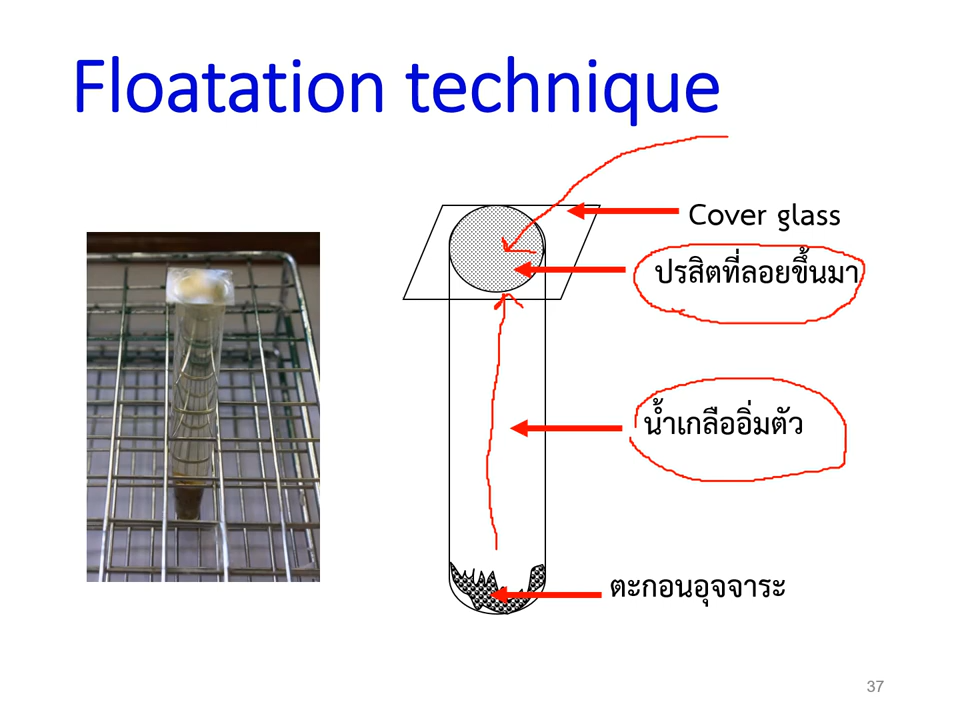 Floatation technique
Cover glass
ปรสิตที่ลอยขึ้นมา
น้ำเกลืออิ่มตัว
ตะกอนอุจจาระ
37